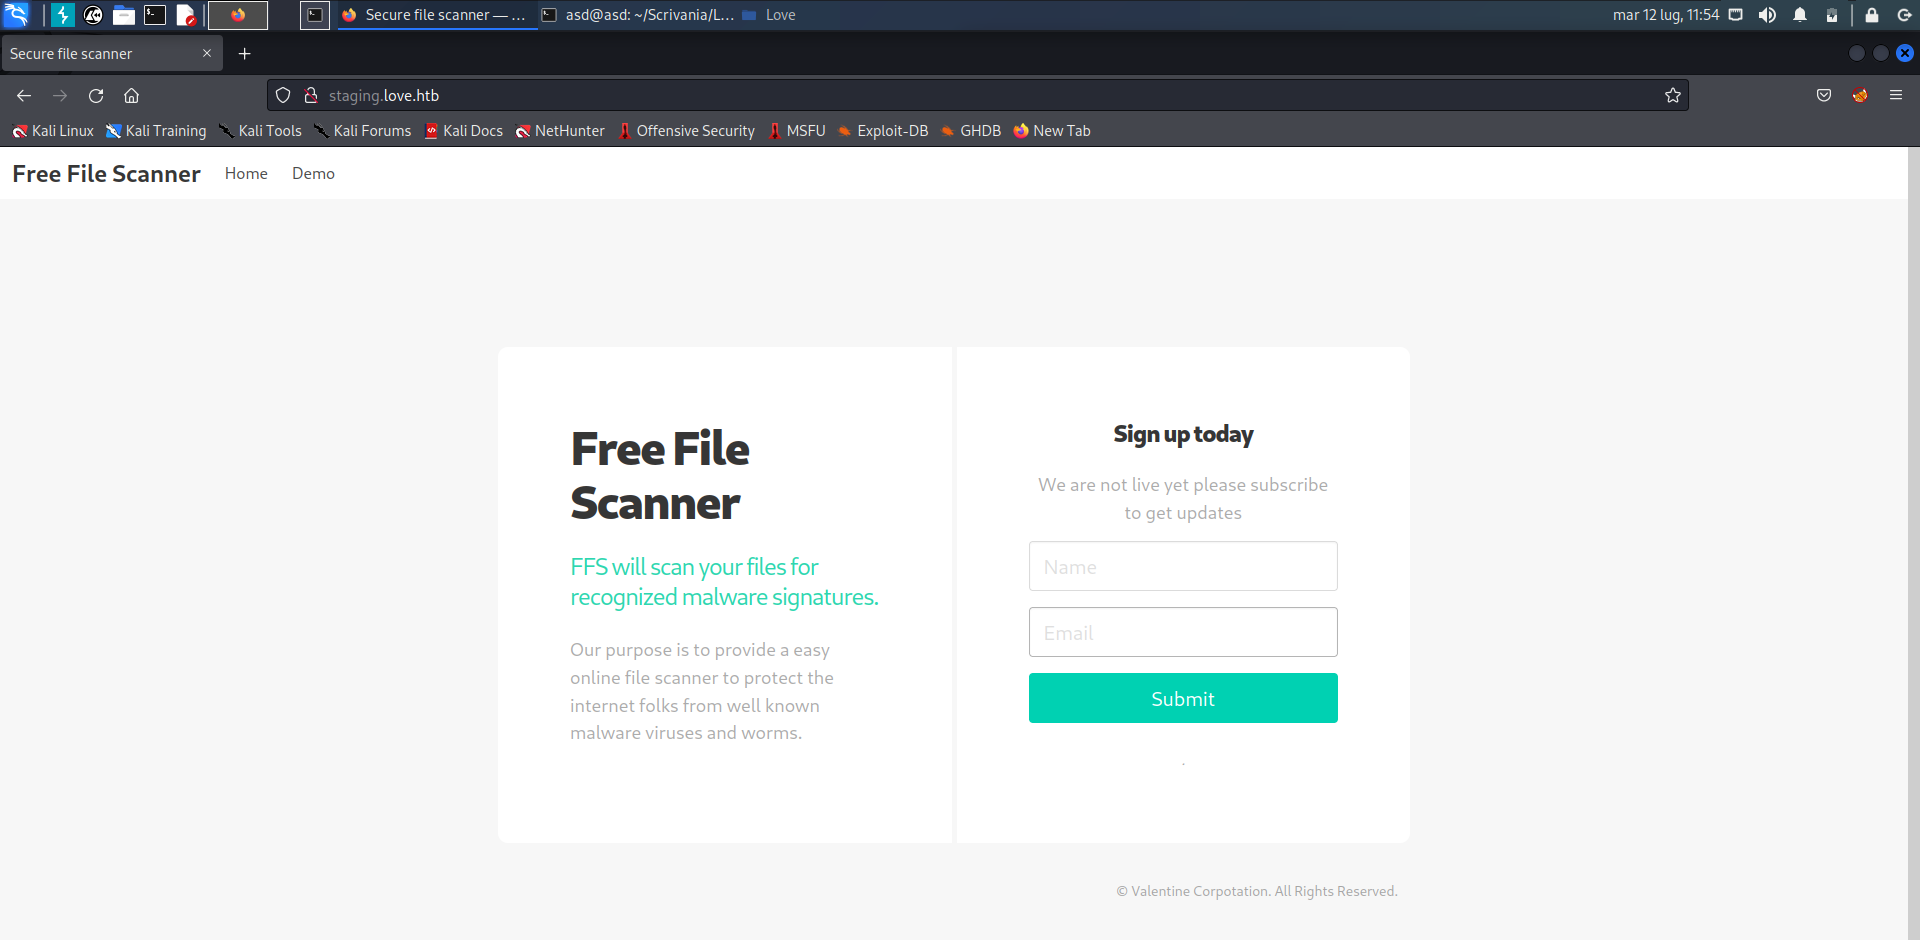 Secure file scanner — ... asd@asd: ~/Scrivania/L... Love mar 12 lug, 11:54
Secure file scanner
staging.love.htb
Kali Linux Kali Training Kali Tools Kali Forums Kali Docs NetHunter Offensive Security MSFU Exploit-DB GHDB New Tab
Free File Scanner Home Demo
Free File
Scanner
FFS will scan your files for
recognized malware signatures.
Our purpose is to provide a easy
online file scanner to protect the
internet folks from well known
malware viruses and worms.
Sign up today
We are not live yet please subscribe
to get updates
Name
Email
Submit
.
© Valentine Corpotation. All Rights Reserved.